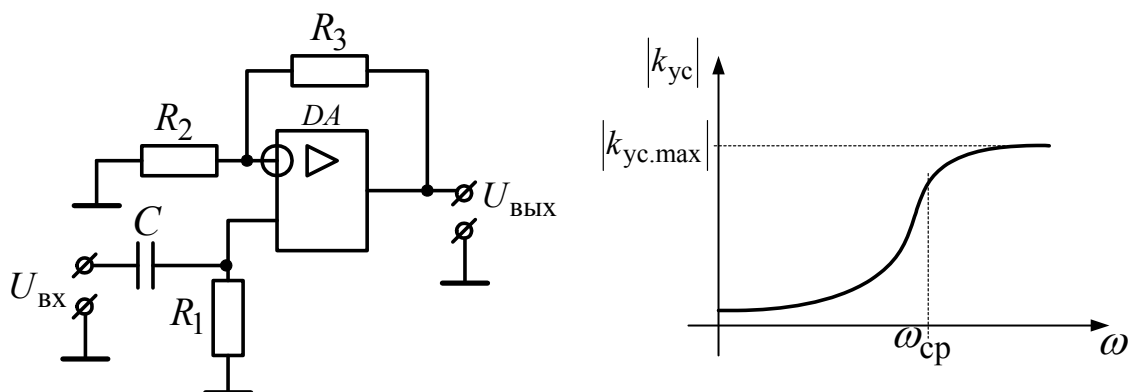 R₃
R₂
DA
C
Uвх
R₁
Uвых
|kус|
|kус.max|
ωср
ω